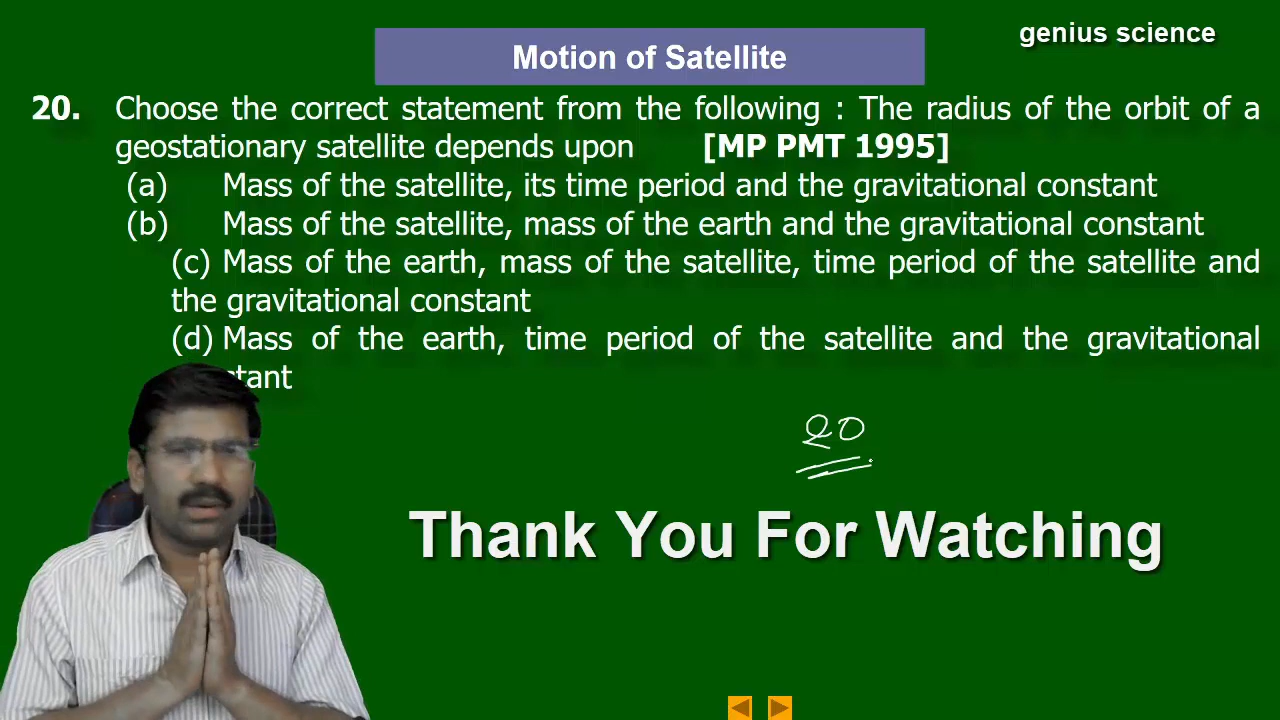 genius science
Motion of Satellite
20. Choose the correct statement from the following : The radius of the orbit of a
geostationary satellite depends upon [MP PMT 1995]
(a) Mass of the satellite, its time period and the gravitational constant
(b) Mass of the satellite, mass of the earth and the gravitational constant
(c) Mass of the earth, mass of the satellite, time period of the satellite and
the gravitational constant
(d) Mass of the earth, time period of the satellite and the gravitational
stant
20
Thank You For Watching